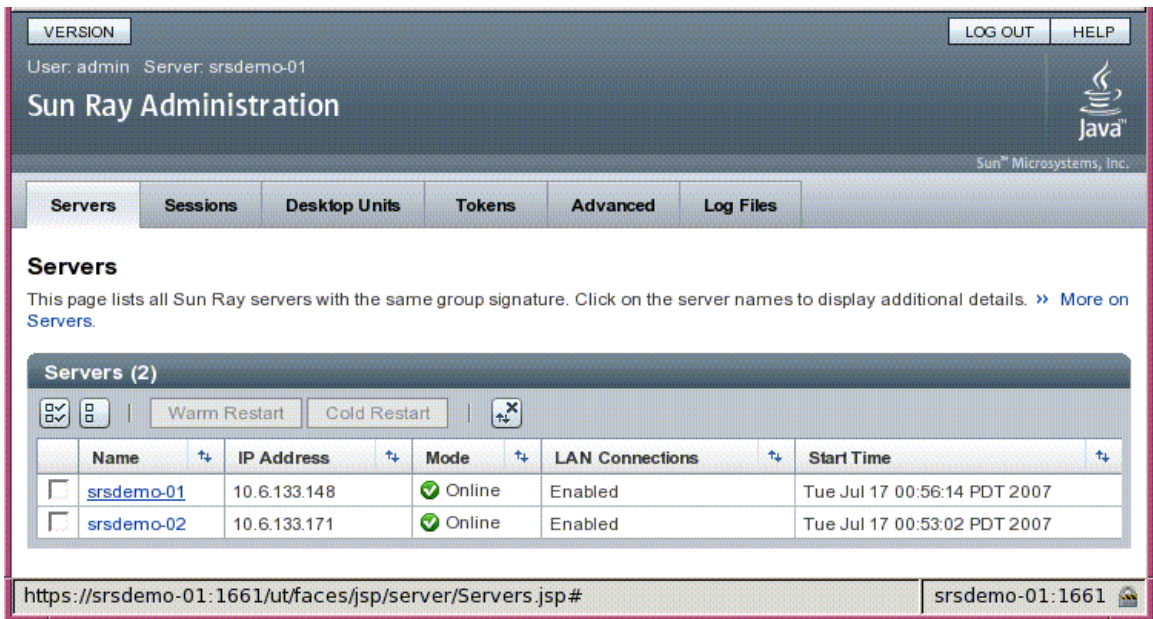 VERSION LOG OUT HELP
User: admin Server: srsdemo-01
Sun Ray Administration
Java™
Sun™ Microsystems, Inc.
Servers Sessions Desktop Units Tokens Advanced Log Files
Servers
This page lists all Sun Ray servers with the same group signature. Click on the server names to display additional details. » More on
Servers.
Servers (2)
Warm Restart Cold Restart
Name IP Address Mode LAN Connections Start Time
srsdemo-01 10.6.133.148 Online Enabled Tue Jul 17 00:56:14 PDT 2007
srsdemo-02 10.6.133.171 Online Enabled Tue Jul 17 00:53:02 PDT 2007
https://srsdemo-01:1661/ut/faces/jsp/server/Servers.jsp# srsdemo-01:1661